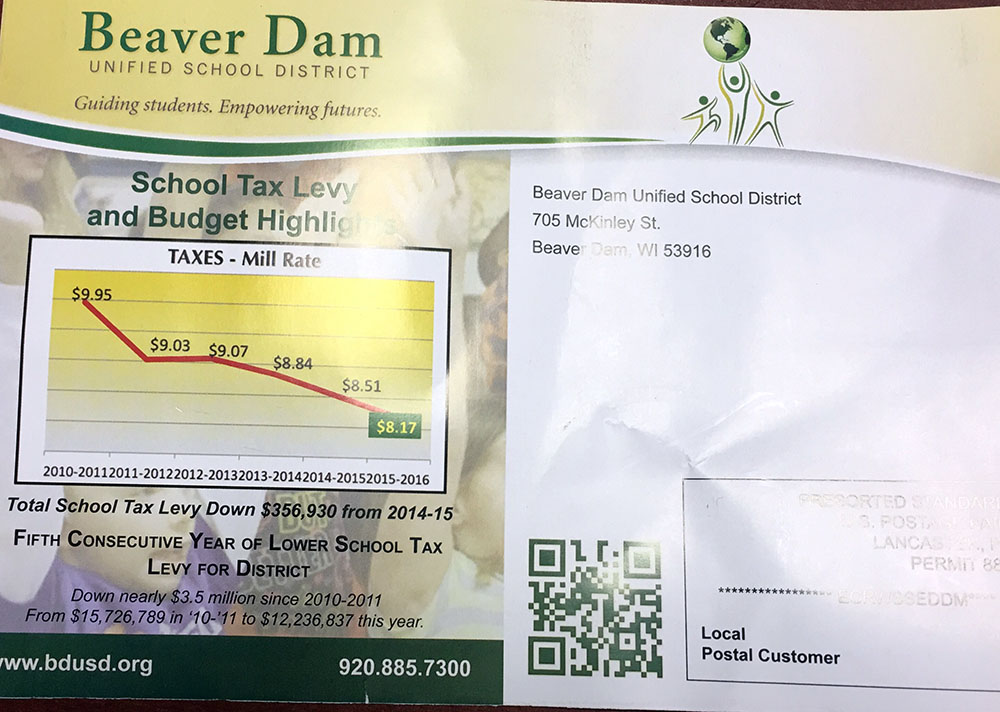 Beaver Dam
UNIFIED SCHOOL DISTRICT
Guiding students. Empowering futures.
School Tax Levy
and Budget Highlights
TAXES - Mill Rate
$9.95
$9.03
$9.07
$8.84
$8.51
$8.17
2010-2011 2011-2012 2012-2013 2013-2014 2014-2015 2015-2016
Total School Tax Levy Down $356,930 from 2014-15
FIFTH CONSECUTIVE YEAR OF LOWER SCHOOL TAX
LEVY FOR DISTRICT
Down nearly $3.5 million since 2010-2011
From $15,726,789 in ‘10-’11 to $12,236,837 this year.
www.bdusd.org
920.885.7300
Beaver Dam Unified School District
705 McKinley St.
Beaver Dam, WI 53916
PRESORTED STANDAR
S. POSTA
LANCAS
PERMIT 88
Local
Postal Customer